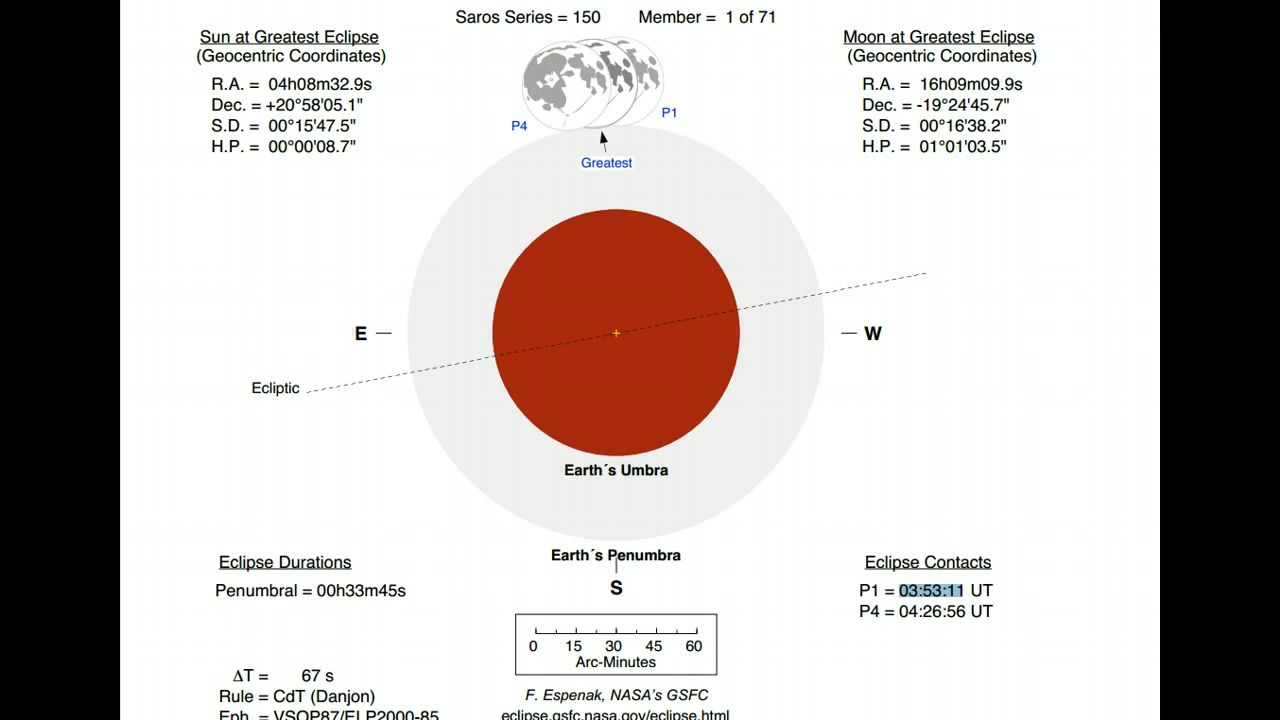 Saros Series = 150 Member = 1 of 71
Sun at Greatest Eclipse
(Geocentric Coordinates)
R.A. = 04h08m32.9s
Dec. = +20°58'05.1"
S.D. = 00°15'47.5"
H.P. = 00°00'08.7"
Moon at Greatest Eclipse
(Geocentric Coordinates)
R.A. = 16h09m09.9s
Dec. = -19°24'45.7"
S.D. = 00°16'38.2"
H.P. = 01°01'03.5"
P4
P1
Greatest
E
W
Ecliptic
Earth´s Umbra
Earth´s Penumbra
S
Eclipse Durations
Penumbral = 00h33m45s
Eclipse Contacts
P1 = 03:53:11 UT
P4 = 04:26:56 UT
0 15 30 45 60
Arc-Minutes
ΔT = 67 s
Rule = CdT (Danjon)
Eph. = VSOP87/ELP2000-85
F. Espenak, NASA's GSFC
eclipse.gsfc.nasa.gov/eclipse.html